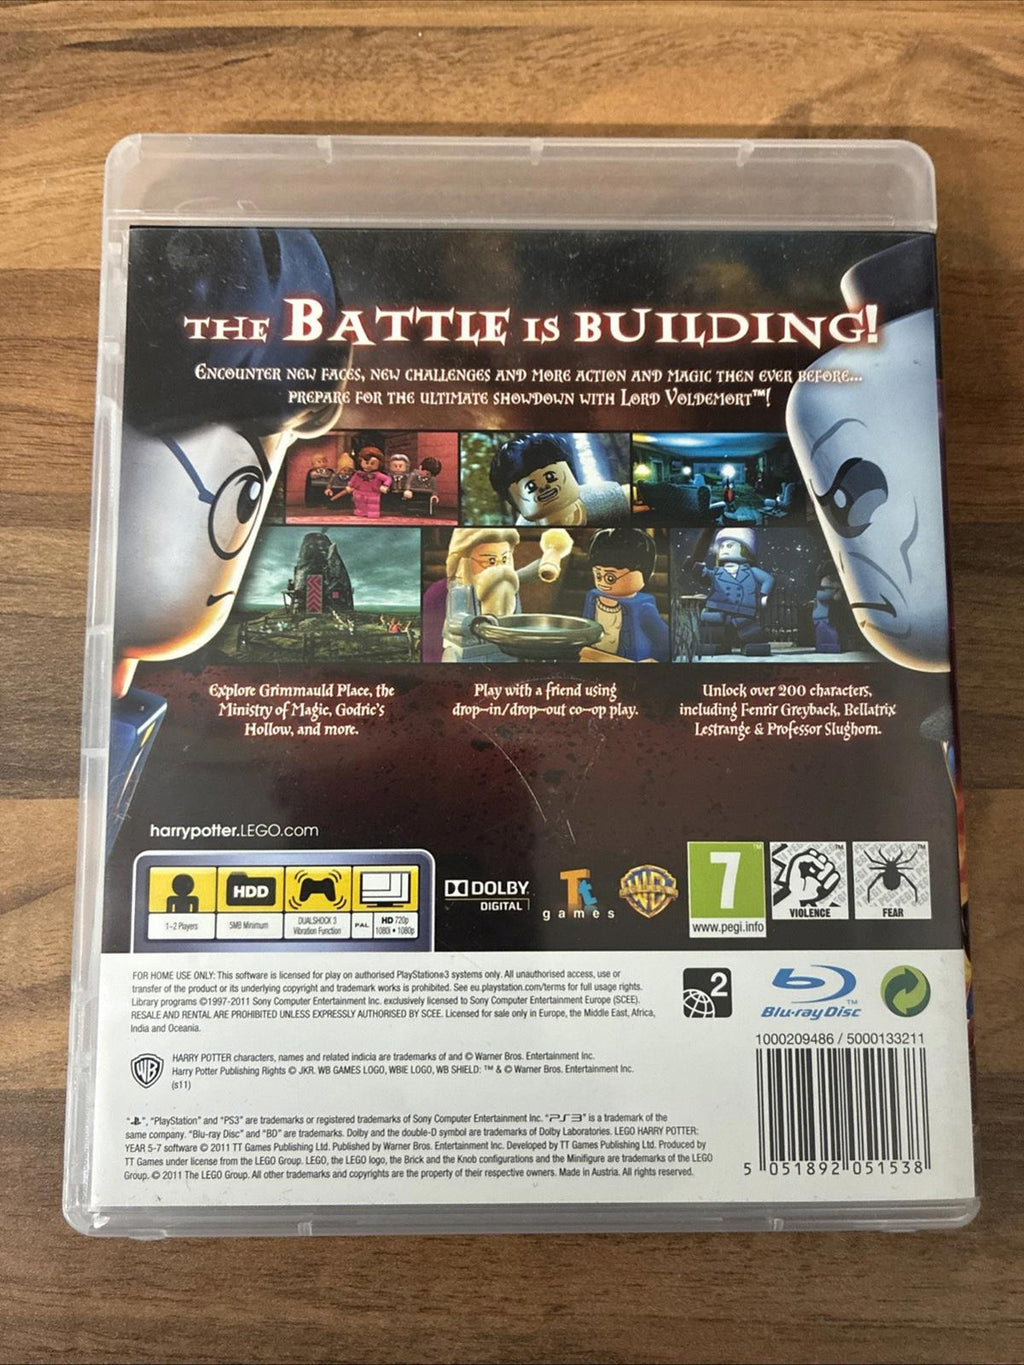 THE BATTLE IS BUILDING!
ENCOUNTER NEW FACES, NEW CHALLENGES AND MORE ACTION AND MAGIC THEN EVER BEFORE...
PREPARE FOR THE ULTIMATE SHOWDOWN WITH LORD VOLDEMORT™!
Explore Grimmauld Place, the
Ministry of Magic, Godric's
Hollow, and more.
Play with a friend using
drop-in/drop-out co-op play.
Unlock over 200 characters,
including Fenrir Greyback, Bellatrix
Lestrange & Professor Slughorn.
harrypotter.LEGO.com
HDD
1-2 Players
5MB Minimum
DUALSHOCK 3
Vibration Function
PAL
HD 720p
1080i • 1080p
DOLBY
DIGITAL
Tt
games
WB
7
www.pegi.info
VIOLENCE
FEAR
FOR HOME USE ONLY: This software is licensed for play on authorised PlayStation®3 systems only. All unauthorised access, use or
transfer of the product or its underlying copyright and trademark works is prohibited. See eu.playstation.com/terms for full usage rights.
Library programs ©1997-2011 Sony Computer Entertainment Inc. exclusively licensed to Sony Computer Entertainment Europe (SCEE).
RESALE AND RENTAL ARE PROHIBITED UNLESS EXPRESSLY AUTHORISED BY SCEE. Licensed for sale only in Europe, the Middle East, Africa,
India and Oceania.
2
Blu-ray Disc™
1000209486 / 5000133211
WB
HARRY POTTER characters, names and related indicia are trademarks of and © Warner Bros. Entertainment Inc.
Harry Potter Publishing Rights © JKR. WB GAMES LOGO, WBIE LOGO, WB SHIELD: ™ & © Warner Bros. Entertainment Inc.
(s11)
"PS", "PlayStation" and "PS3" are trademarks or registered trademarks of Sony Computer Entertainment Inc. "PS3" is a trademark of the
same company. "Blu-ray Disc" and "BD" are trademarks. Dolby and the double-D symbol are trademarks of Dolby Laboratories. LEGO HARRY POTTER:
YEAR 5-7 software © 2011 TT Games Publishing Ltd. Published by Warner Bros. Entertainment Inc. Developed by TT Games Publishing Ltd. Produced by
TT Games under license from the LEGO Group. LEGO, the LEGO logo, the Brick and the Knob configurations and the Minifigure are trademarks of the LEGO
Group. © 2011 The LEGO Group. All other trademarks and copyrights are the property of their respective owners. Made in Austria. All rights reserved.
5 051892 051538